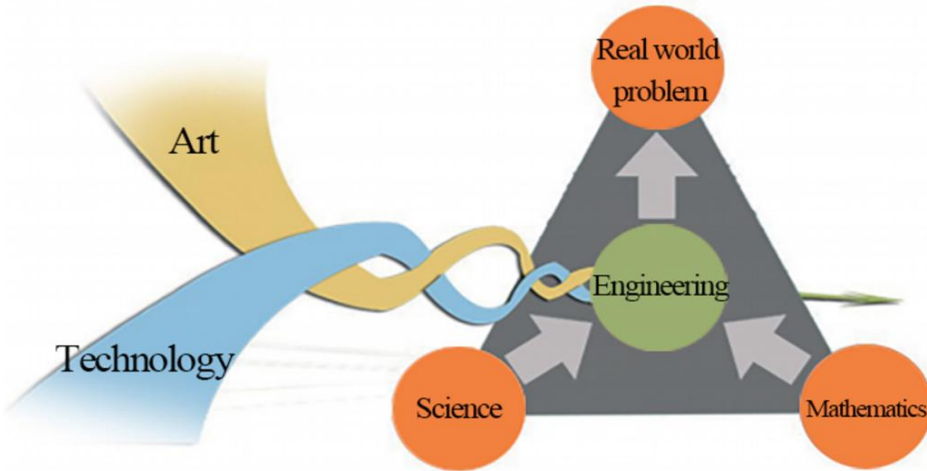 Real world
problem
Art
Engineering
Technology
Science
Mathematics